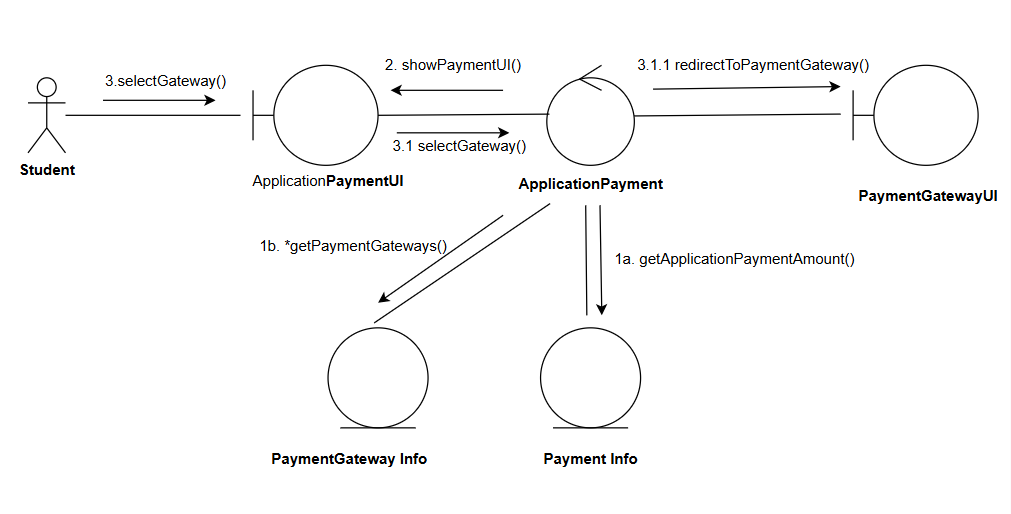 2. showPaymentUI()
3.1.1 redirectToPaymentGateway()
3.selectGateway()
3.1 selectGateway()
Student
ApplicationPaymentUI
ApplicationPayment
PaymentGatewayUI
1b. *getPaymentGateways()
1a. getApplicationPaymentAmount()
PaymentGateway Info
Payment Info